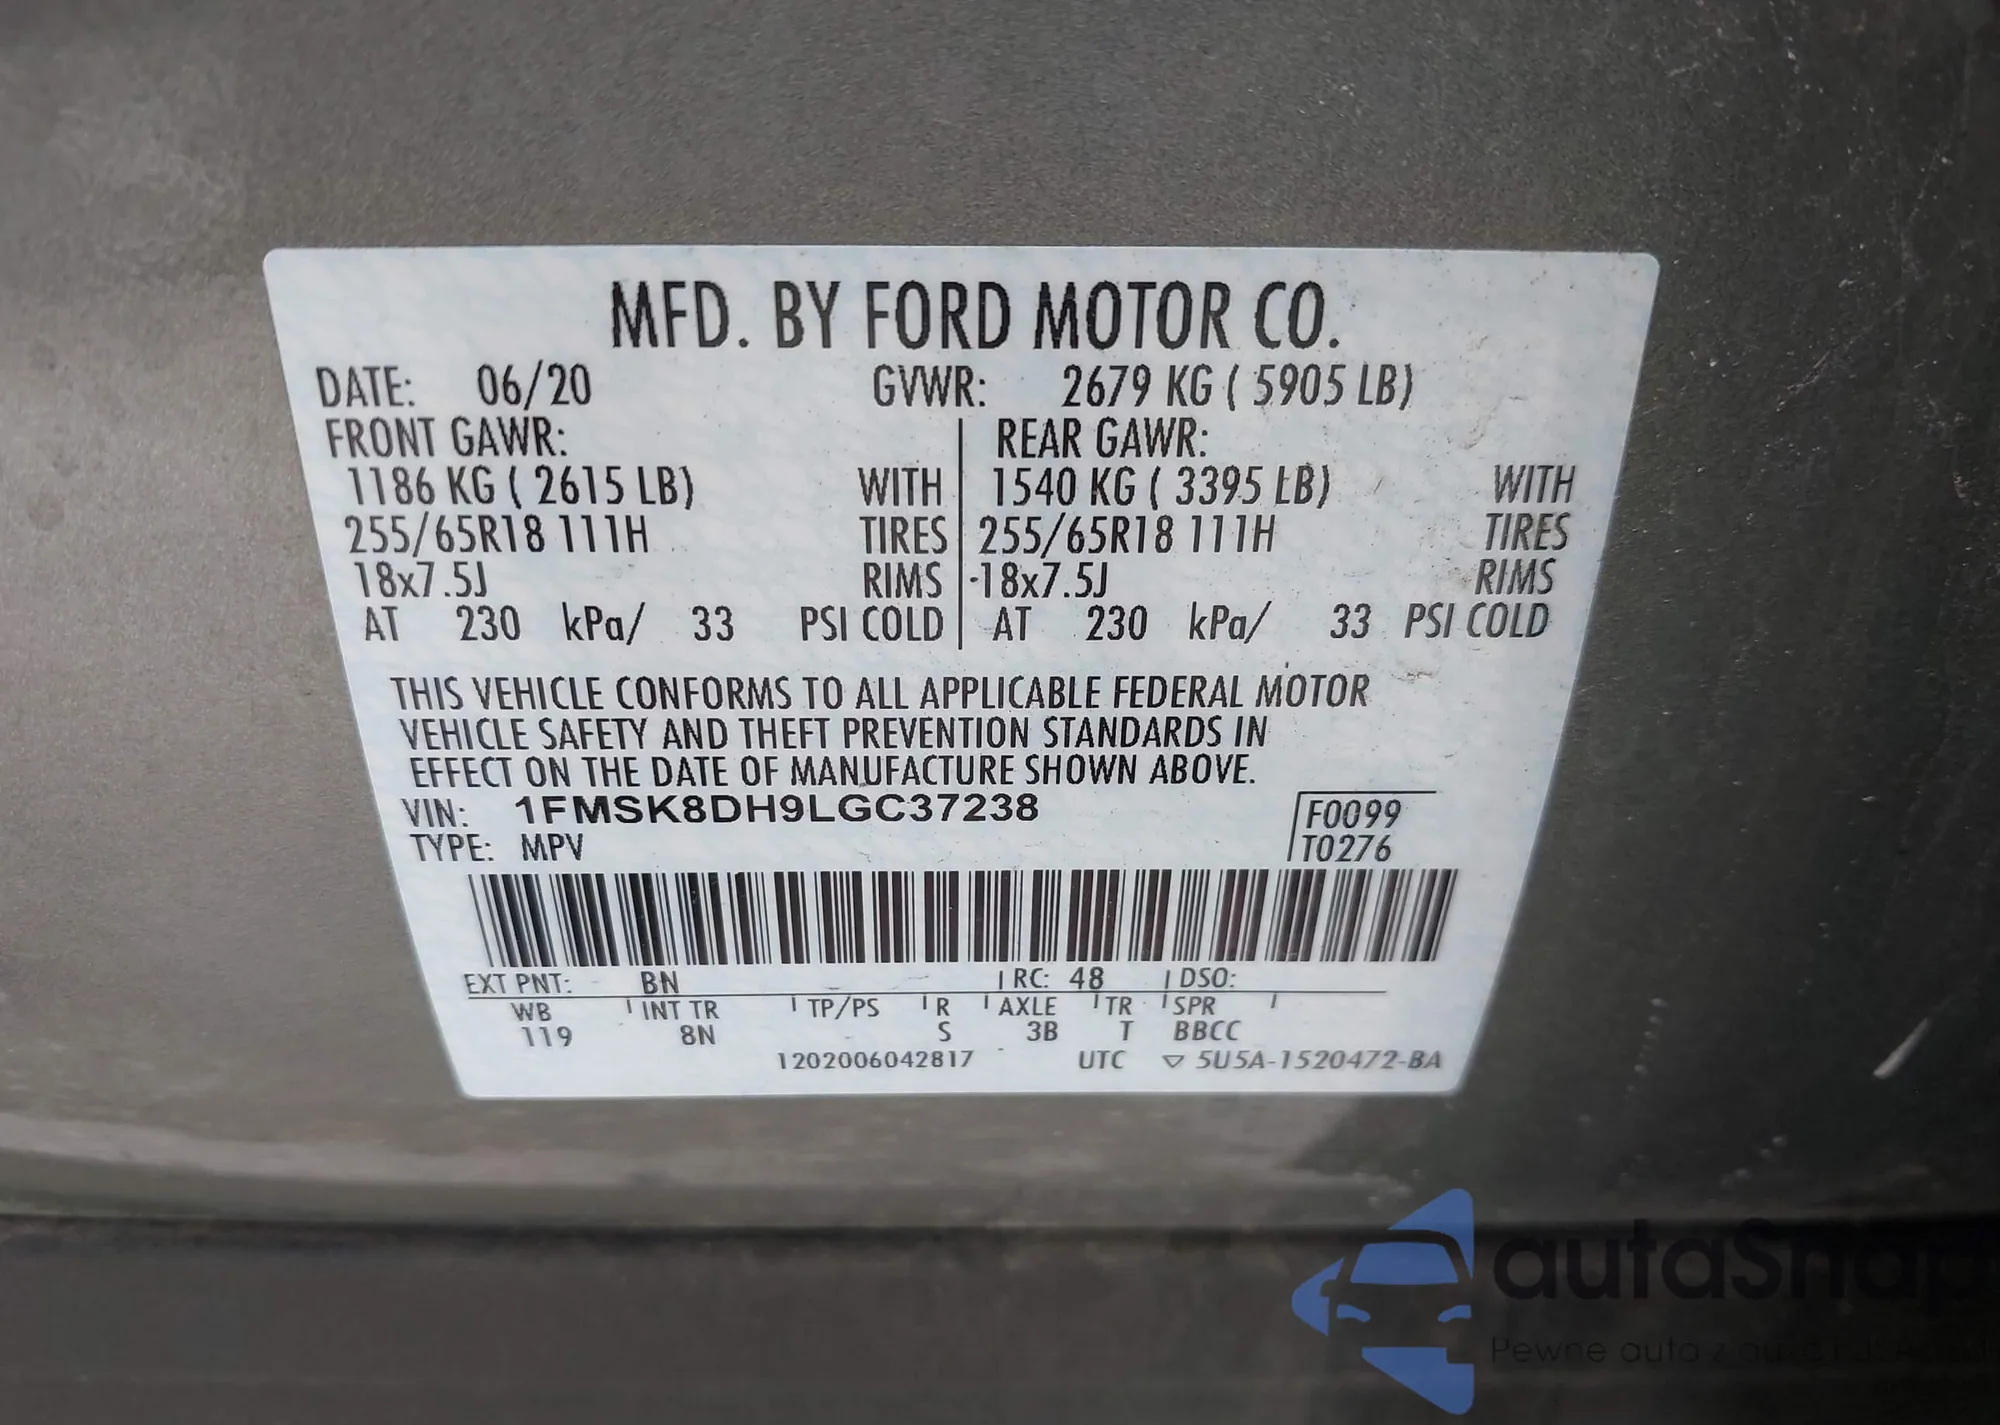 MFD. BY FORD MOTOR CO.
DATE: 06/20 GVWR: 2679 KG ( 5905 LB)
FRONT GAWR: REAR GAWR:
1186 KG ( 2615 LB) WITH 1540 KG ( 3395 LB) WITH
255/65R18 111H TIRES 255/65R18 111H TIRES
18x7.5J RIMS 18x7.5J RIMS
AT 230 kPa/ 33 PSI COLD AT 230 kPa/ 33 PSI COLD
THIS VEHICLE CONFORMS TO ALL APPLICABLE FEDERAL MOTOR
VEHICLE SAFETY AND THEFT PREVENTION STANDARDS IN
EFFECT ON THE DATE OF MANUFACTURE SHOWN ABOVE.
VIN: 1FMSK8DH9LGC37238 F0099
TYPE: MPV T0276
EXT PNT: BN RC: 48 DSO:
WB INT TR TP/PS R AXLE TR SPR
119 8N S 3B T BBCC
1202006042817 UTC ▽ 5U5A-1520472-BA
autaSnap
Pewne auto z